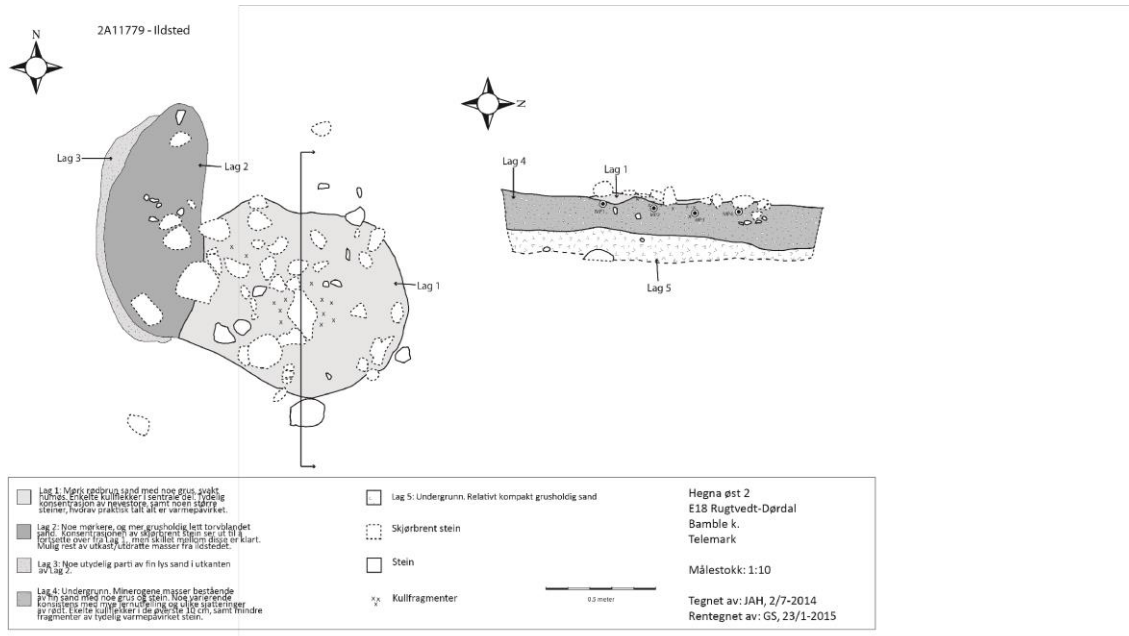 2A11779 - Ildsted
N
N
Lag 3
Lag 2
Lag 1
Lag 4
Lag 1
Lag 5
Lag 1: Mørk rødbrun sand med noe grus, svakt
humøs. Enkelte kullflekker i sentrale del. Tydelig
konsentrasjon av nevestore, samt noen større
steiner, hvorav praktisk talt alt er varmepåvirket.
Lag 2: Noe mørkere, og mer grusholdig lett torvblandet
sand. Konsentrasjonen av skjørbrent stein ser ut til å
fortsette over fra Lag 1, men skillet mellom disse er klart.
Mulig rest av utkast/utdratte masser fra ildstedet.
Lag 3: Noe utydelig parti av fin lys sand i utkanten
av Lag 2.
Lag 4: Undergrunn. Minerogene masser bestående
av fin sand med noe grus og stein. Noe varierende
konsistens med mye jernutfelling og ulike sjatteringer
av rødt. Ekelte kullflekker i de øverste 10 cm, samt mindre
fragmenter av tydelig varmepåvirket stein.
Lag 5: Undergrunn. Relativt kompakt grusholdig sand
Skjørbrent stein
Stein
Kullfragmenter
0.5 meter
Hegna øst 2
E18 Rugtvedt-Dørdal
Bamble k.
Telemark
Målestokk: 1:10
Tegnet av: JAH, 2/7-2014
Rentegnet av: GS, 23/1-2015